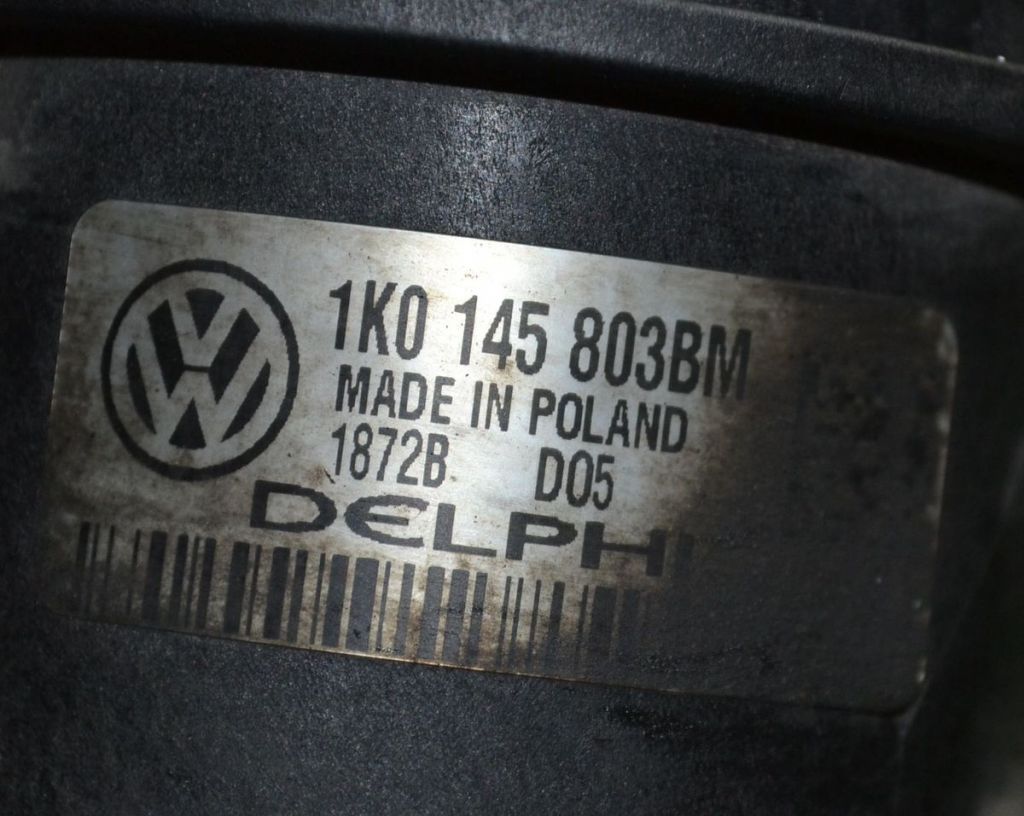 1K0 145 803BM
MADE IN POLAND
1872B D05
DELPHI